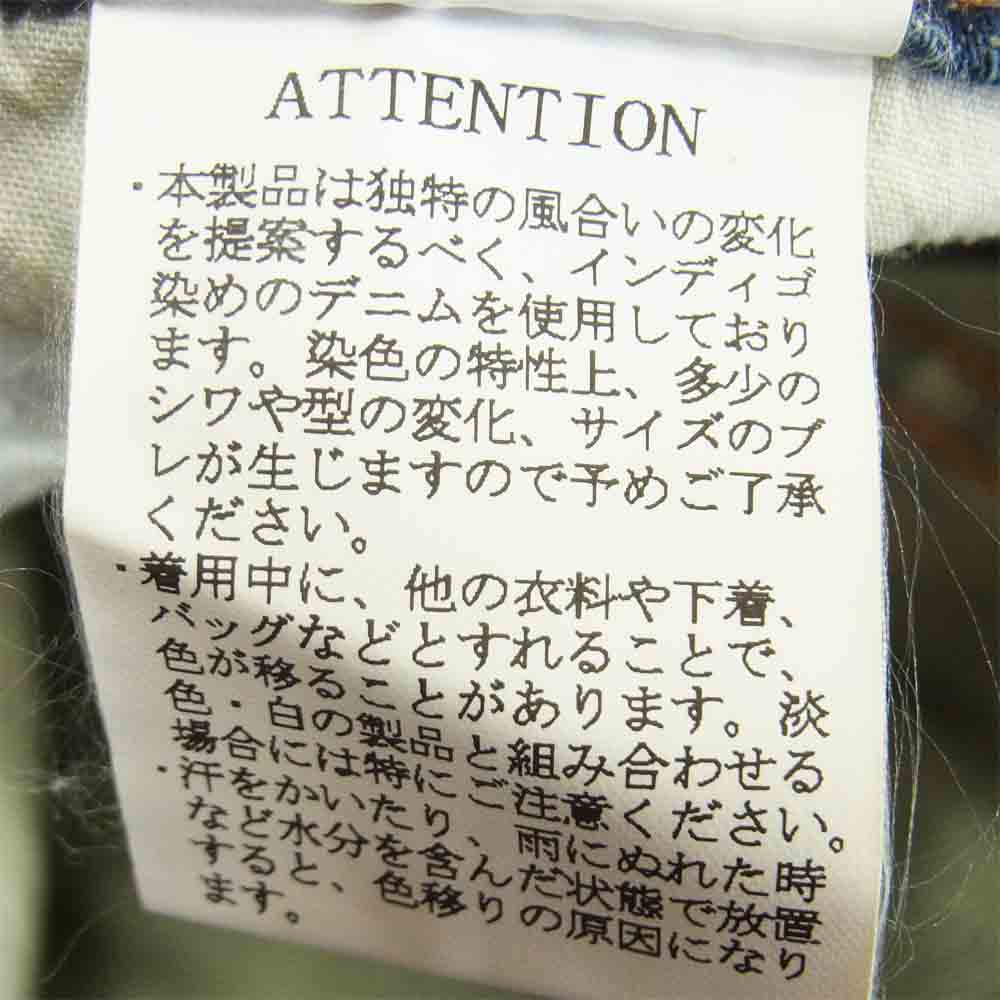 ATTENTION
・本製品は独特の風合いの変化
を提案するべく、インディゴ
染めのデニムを使用しており
ます。染色の特性上、多少の
シワや型の変化、サイズのブ
レが生じますので予めご了承
ください。
・着用中に、他の衣料や下着、
バッグなどとすれることで、
色が移ることがあります。淡
色・白の製品と組み合わせる
場合には特にご注意ください。
・汗をかいたり、雨にぬれた時
など水分を含んだ状態で放置
すると、色移りの原因になり
ます。